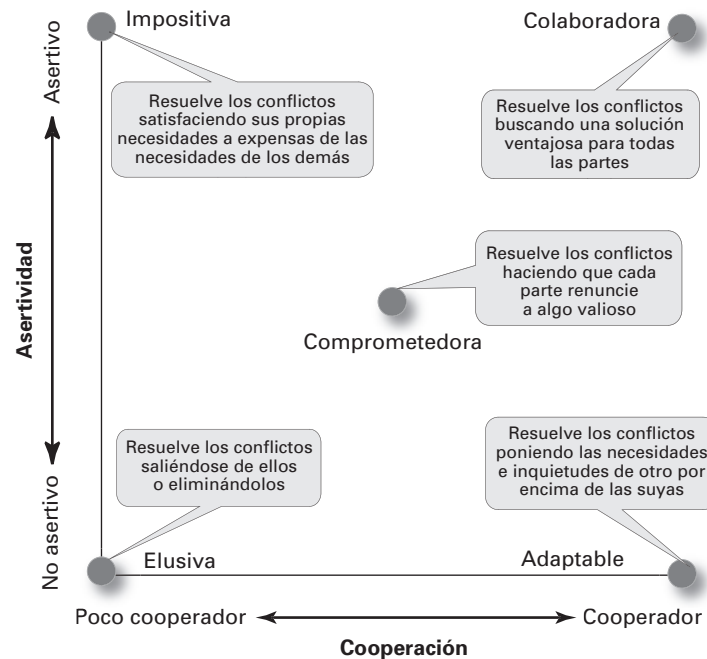 Impositiva
Colaboradora
Asertivo
Resuelve los conflictos
satisfaciendo sus propias
necesidades a expensas de las
necesidades de los demás
Resuelve los conflictos
buscando una solución
ventajosa para todas
las partes
Asertividad
Resuelve los conflictos
haciendo que cada
parte renuncie
a algo valioso
Comprometedora
Resuelve los conflictos
saliéndose de ellos
o eliminándolos
Resuelve los conflictos
poniendo las necesidades
e inquietudes de otro por
encima de las suyas
No asertivo
Elusiva
Adaptable
Poco cooperador
Cooperador
Cooperación